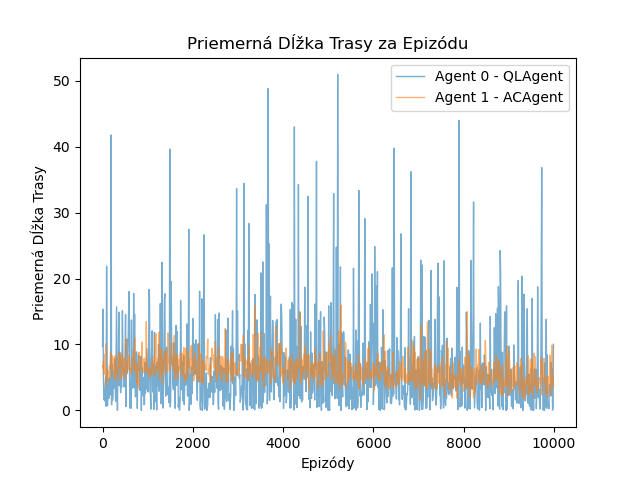 Priemerná Dĺžka Trasy za Epizódu
Agent 0 - QLAgent
Agent 1 - ACAgent
Priemerná Dĺžka Trasy
50
40
30
20
10
0
0 2000 4000 6000 8000 10000
Epizódy